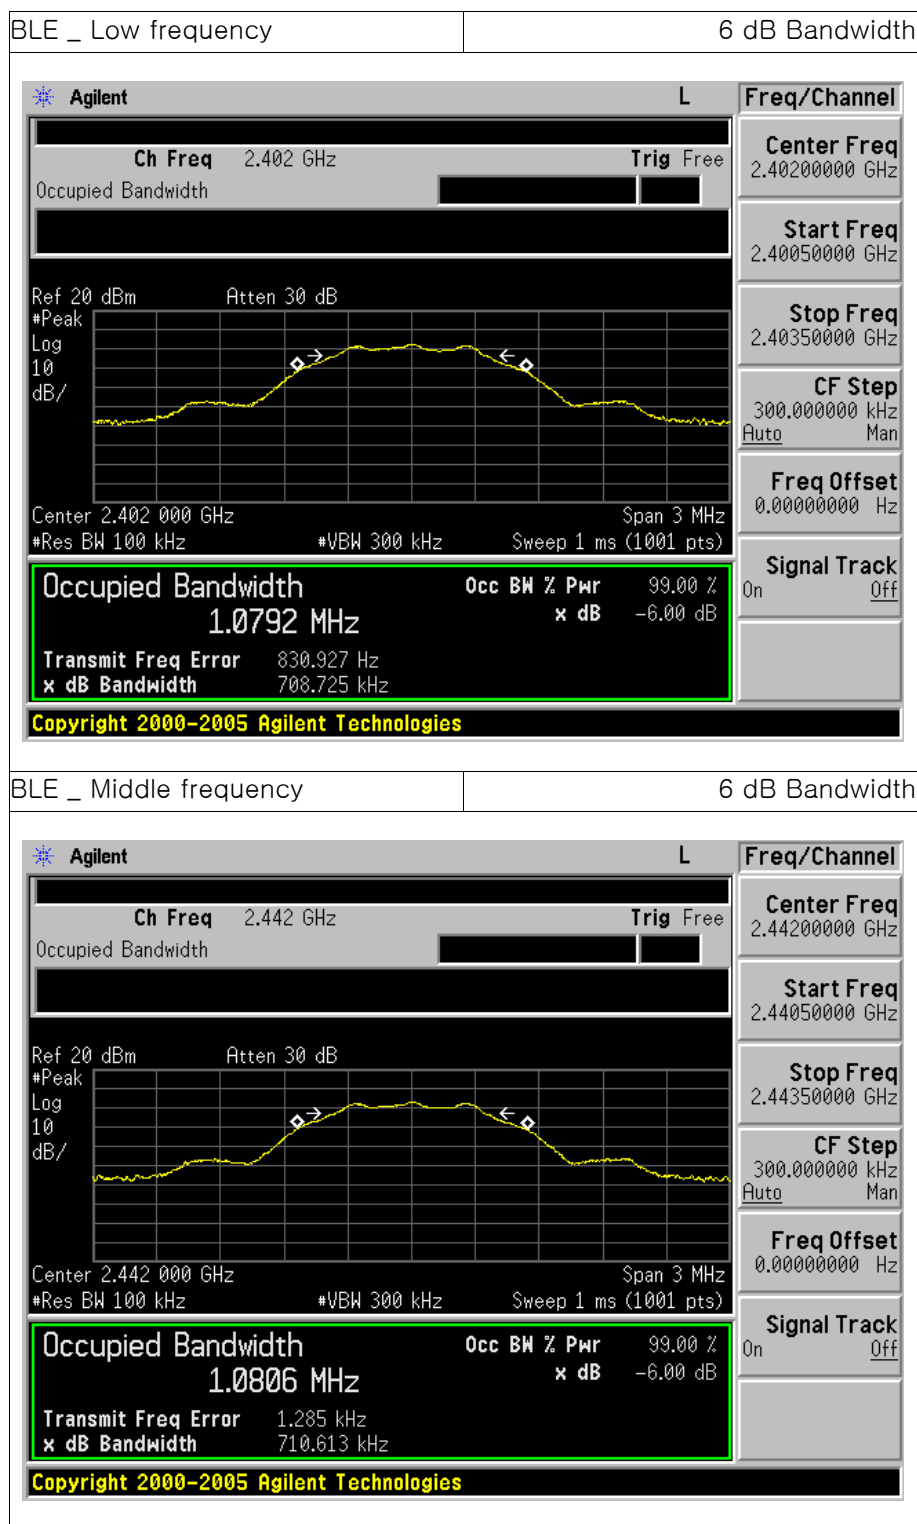 BLE _ Low frequency 6 dB Bandwidth
Agilent L Freq/Channel
Ch Freq 2.402 GHz Trig Free
Occupied Bandwidth
Center Freq
2.40200000 GHz
Start Freq
2.40050000 GHz
Stop Freq
2.40350000 GHz
CF Step
300.000000 kHz
Auto Man
Freq Offset
0.00000000 Hz
Signal Track
On Off
Ref 20 dBm Atten 30 dB
#Peak
Log
10
dB/
Center 2.402 000 GHz Span 3 MHz
#Res BW 100 kHz #VBW 300 kHz Sweep 1 ms (1001 pts)
Occupied Bandwidth Occ BW % Pwr 99.00 %
1.0792 MHz x dB -6.00 dB
Transmit Freq Error 830.927 Hz
x dB Bandwidth 708.725 kHz
Copyright 2000-2005 Agilent Technologies
BLE _ Middle frequency 6 dB Bandwidth
Agilent L Freq/Channel
Ch Freq 2.442 GHz Trig Free
Occupied Bandwidth
Center Freq
2.44200000 GHz
Start Freq
2.44050000 GHz
Stop Freq
2.44350000 GHz
CF Step
300.000000 kHz
Auto Man
Freq Offset
0.00000000 Hz
Signal Track
On Off
Ref 20 dBm Atten 30 dB
#Peak
Log
10
dB/
Center 2.442 000 GHz Span 3 MHz
#Res BW 100 kHz #VBW 300 kHz Sweep 1 ms (1001 pts)
Occupied Bandwidth Occ BW % Pwr 99.00 %
1.0806 MHz x dB -6.00 dB
Transmit Freq Error 1.285 kHz
x dB Bandwidth 710.613 kHz
Copyright 2000-2005 Agilent Technologies